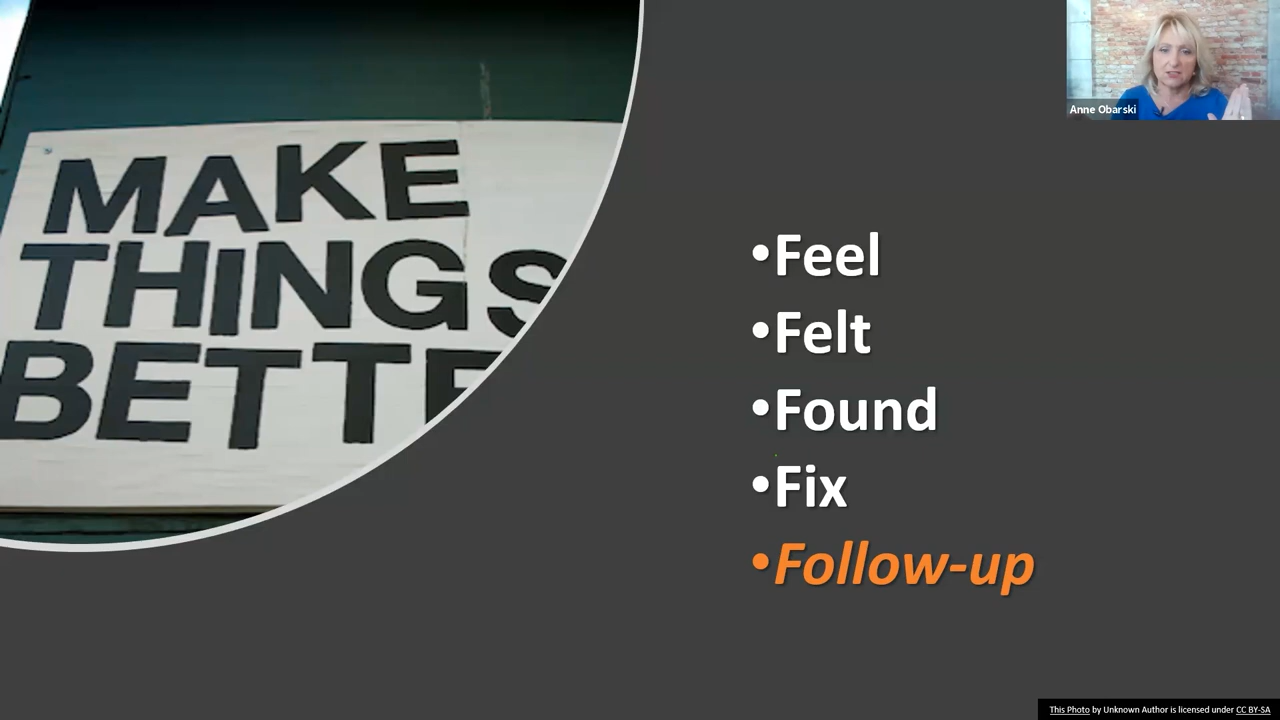 MAKE
THINGS
BETTE
Anne Obarski
•Feel
•Felt
•Found
•Fix
•Follow-up
This Photo by Unknown Author is licensed under CC BY-SA